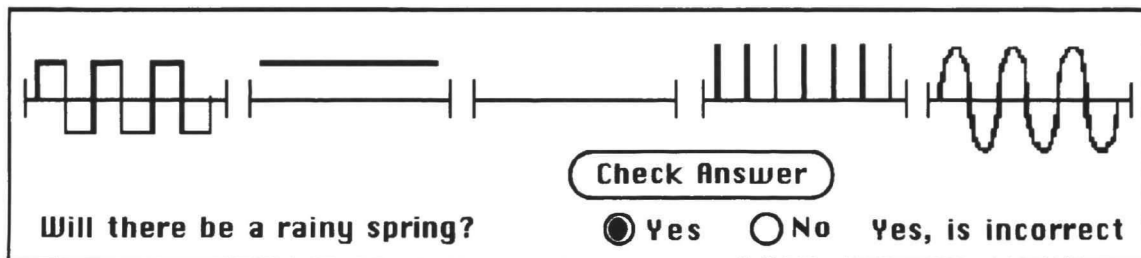 Check Answer
Will there be a rainy spring? Yes No Yes, is incorrect